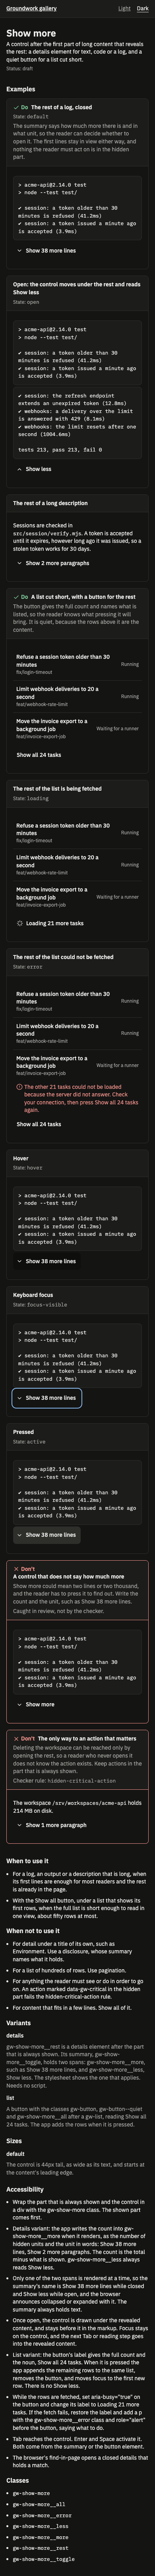 Groundwork gallery
Light
Dark
Show more
A control after the first part of long content that reveals
the rest: a details element for text, code or a log, and a
quiet button for a list cut short.
Status: draft
Examples
Do The rest of a log, closed
State: default
The summary says how much more there is and in
what unit, so the reader can decide whether to
open it. The first lines stay in view either way, and
nothing the reader must act on is in the hidden
part.
> acme-api@2.14.0 test
> node --test test/
✔ session: a token older than 30
minutes is refused (41.2ms)
✔ session: a token issued a minute ago
is accepted (3.9ms)
Show 38 more lines
Open: the control moves under the rest and reads
Show less
State: open
> acme-api@2.14.0 test
> node --test test/
✔ session: a token older than 30
minutes is refused (41.2ms)
✔ session: a token issued a minute ago
is accepted (3.9ms)
✔ session: the refresh endpoint
extends an unexpired token (12.8ms)
✔ webhooks: a delivery over the limit
is answered with 429 (8.1ms)
✔ webhooks: the limit resets after one
second (1004.6ms)
tests 213, pass 213, fail 0
Show less
The rest of a long description
Sessions are checked in
src/session/verify.mjs. A token is accepted
until it expires, however long ago it was issued, so a
stolen token works for 30 days.
Show 2 more paragraphs
Do A list cut short, with a button for the rest
The button gives the full count and names what is
listed, so the reader knows what pressing it will
bring. It is quiet, because the rows above it are the
content.
Refuse a session token older than 30
minutes
fix/login-timeout
Running
Limit webhook deliveries to 20 a
second
feat/webhook-rate-limit
Running
Move the invoice export to a
background job
feat/invoice-export-job
Waiting for a runner
Show all 24 tasks
The rest of the list is being fetched
State: loading
Refuse a session token older than 30
minutes
fix/login-timeout
Running
Limit webhook deliveries to 20 a
second
feat/webhook-rate-limit
Running
Move the invoice export to a
background job
feat/invoice-export-job
Waiting for a runner
Loading 21 more tasks
The rest of the list could not be fetched
State: error
Refuse a session token older than 30
minutes
fix/login-timeout
Running
Limit webhook deliveries to 20 a
second
feat/webhook-rate-limit
Running
Move the invoice export to a
background job
feat/invoice-export-job
Waiting for a runner
The other 21 tasks could not be loaded
because the server did not answer. Check
your connection, then press Show all 24 tasks
again.
Show all 24 tasks
Hover
State: hover
> acme-api@2.14.0 test
> node --test test/
✔ session: a token older than 30
minutes is refused (41.2ms)
✔ session: a token issued a minute ago
is accepted (3.9ms)
Show 38 more lines
Keyboard focus
State: focus-visible
> acme-api@2.14.0 test
> node --test test/
✔ session: a token older than 30
minutes is refused (41.2ms)
✔ session: a token issued a minute ago
is accepted (3.9ms)
Show 38 more lines
Pressed
State: active
> acme-api@2.14.0 test
> node --test test/
✔ session: a token older than 30
minutes is refused (41.2ms)
✔ session: a token issued a minute ago
is accepted (3.9ms)
Show 38 more lines
Don't
A control that does not say how much more
Show more could mean two lines or two thousand,
and the reader has to press it to find out. Write the
count and the unit, such as Show 38 more lines.
Caught in review, not by the checker.
> acme-api@2.14.0 test
> node --test test/
✔ session: a token older than 30
minutes is refused (41.2ms)
✔ session: a token issued a minute ago
is accepted (3.9ms)
Show more
Don't The only way to an action that matters
Deleting the workspace can be reached only by
opening the rest, so a reader who never opens it
does not know the action exists. Keep actions in the
part that is always shown.
Checker rule: hidden-critical-action
The workspace /srv/workspaces/acme-api holds
214 MB on disk.
Show 1 more paragraph
When to use it
For a log, an output or a description that is long, when
its first lines are enough for most readers and the rest
is already in the page.
With the Show all button, under a list that shows its
first rows, when the full list is short enough to read in
one view, about fifty rows at most.
When not to use it
For detail under a title of its own, such as
Environment. Use a disclosure, whose summary
names what it holds.
For a list of hundreds of rows. Use pagination.
For anything the reader must see or do in order to go
on. An action marked data-gw-critical in the hidden
part fails the hidden-critical-action rule.
For content that fits in a few lines. Show all of it.
Variants
details
gw-show-more__rest is a details element after the part
that is always shown. Its summary, gw-show-
more__toggle, holds two spans: gw-show-more__more,
such as Show 38 more lines, and gw-show-more__less,
Show less. The stylesheet shows the one that applies.
Needs no script.
list
A button with the classes gw-button, gw-button--quiet
and gw-show-more__all after a gw-list, reading Show all
24 tasks. The app adds the rows when it is pressed.
Sizes
default
The control is 44px tall, as wide as its text, and starts at
the content's leading edge.
Accessibility
Wrap the part that is always shown and the control in
a div with the gw-show-more class. The shown part
comes first.
Details variant: the app writes the count into gw-
show-more__more when it renders, as the number of
hidden units and the unit in words: Show 38 more
lines, Show 2 more paragraphs. The count is the total
minus what is shown. gw-show-more__less always
reads Show less.
Only one of the two spans is rendered at a time, so the
summary's name is Show 38 more lines while closed
and Show less while open, and the browser
announces collapsed or expanded with it. The
summary always holds text.
Once open, the control is drawn under the revealed
content, and stays before it in the markup. Focus stays
on the control, and the next Tab or reading step goes
into the revealed content.
List variant: the button's label gives the full count and
the noun, Show all 24 tasks. When it is pressed the
app appends the remaining rows to the same list,
removes the button, and moves focus to the first new
row. There is no Show less.
While the rows are fetched, set aria-busy="true" on
the button and change its label to Loading 21 more
tasks. If the fetch fails, restore the label and add a p
with the gw-show-more__error class and role="alert"
before the button, saying what to do.
Tab reaches the control. Enter and Space activate it.
Both come from the summary or the button element.
The browser's find-in-page opens a closed details that
holds a match.
Classes
gw-show-more
gw-show-more__all
gw-show-more__error
gw-show-more__less
gw-show-more__more
gw-show-more__rest
gw-show-more__toggle